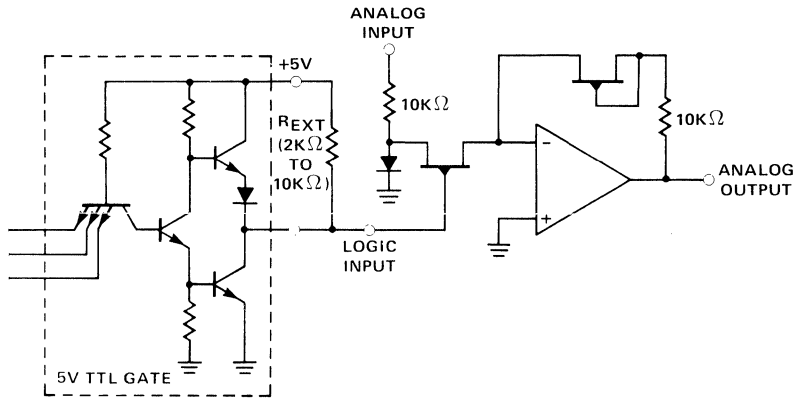 ANALOG
INPUT
+5V
10KΩ
REXT
(2KΩ
TO
10KΩ)
10KΩ
−
+
ANALOG
OUTPUT
LOGIC
INPUT
5V TTL GATE